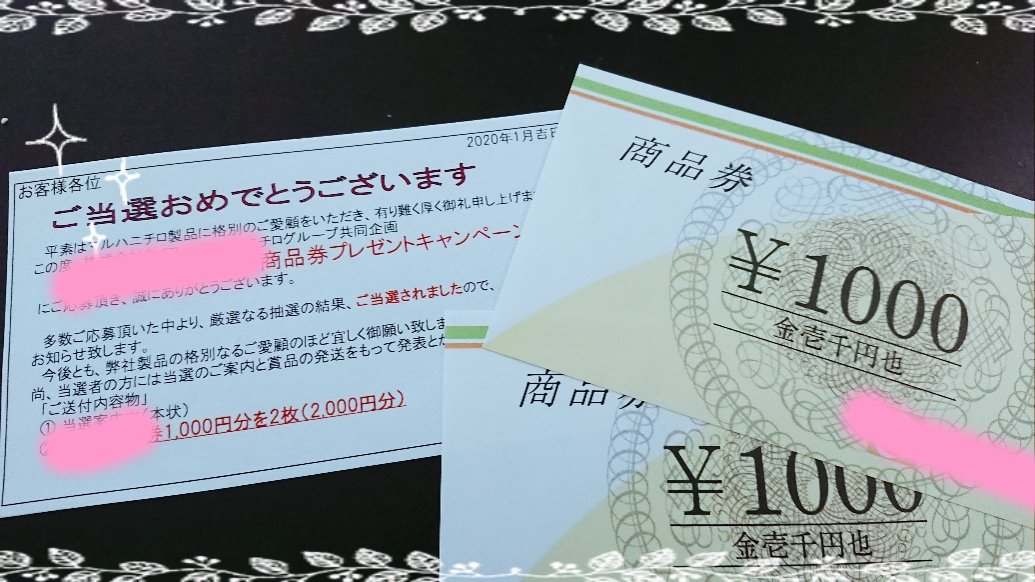 2020年1月吉日
お客様各位
ご当選おめでとうございます
平素はマルハニチロ製品に格別のご愛顧をいただき、有り難く厚く御礼申し上げま
この度
チログループ共同企画
商品券プレゼントキャンペーン
にご応募頂き、誠にありがとうございます。
多数ご応募頂いた中より、厳選なる抽選の結果、ご当選されましたので、
お知らせ致します。
今後とも、弊社製品の格別なるご愛顧のほど宜しく御願い致しま
尚、当選者の方には当選のご案内と賞品の発送をもって発表とか
「ご送付内容物」
① 当選案内 (本状)
券1,000円分を2枚(2,000円分)
商品券
¥1000
金壱千円也
商品券
¥1000
金壱千円也